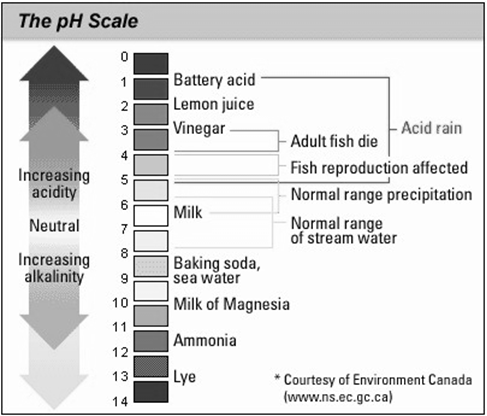 The pH Scale
0
1
Battery acid
2
Lemon juice
Acid rain
3
Vinegar
Adult fish die
4
Fish reproduction affected
Increasing
acidity
5
Normal range precipitation
6
Milk
Neutral
7
Normal range
of stream water
8
Increasing
alkalinity
Baking soda,
sea water
9
10
Milk of Magnesia
11
Ammonia
12
13
Lye
14
* Courtesy of Environment Canada
(www.ns.ec.gc.ca)